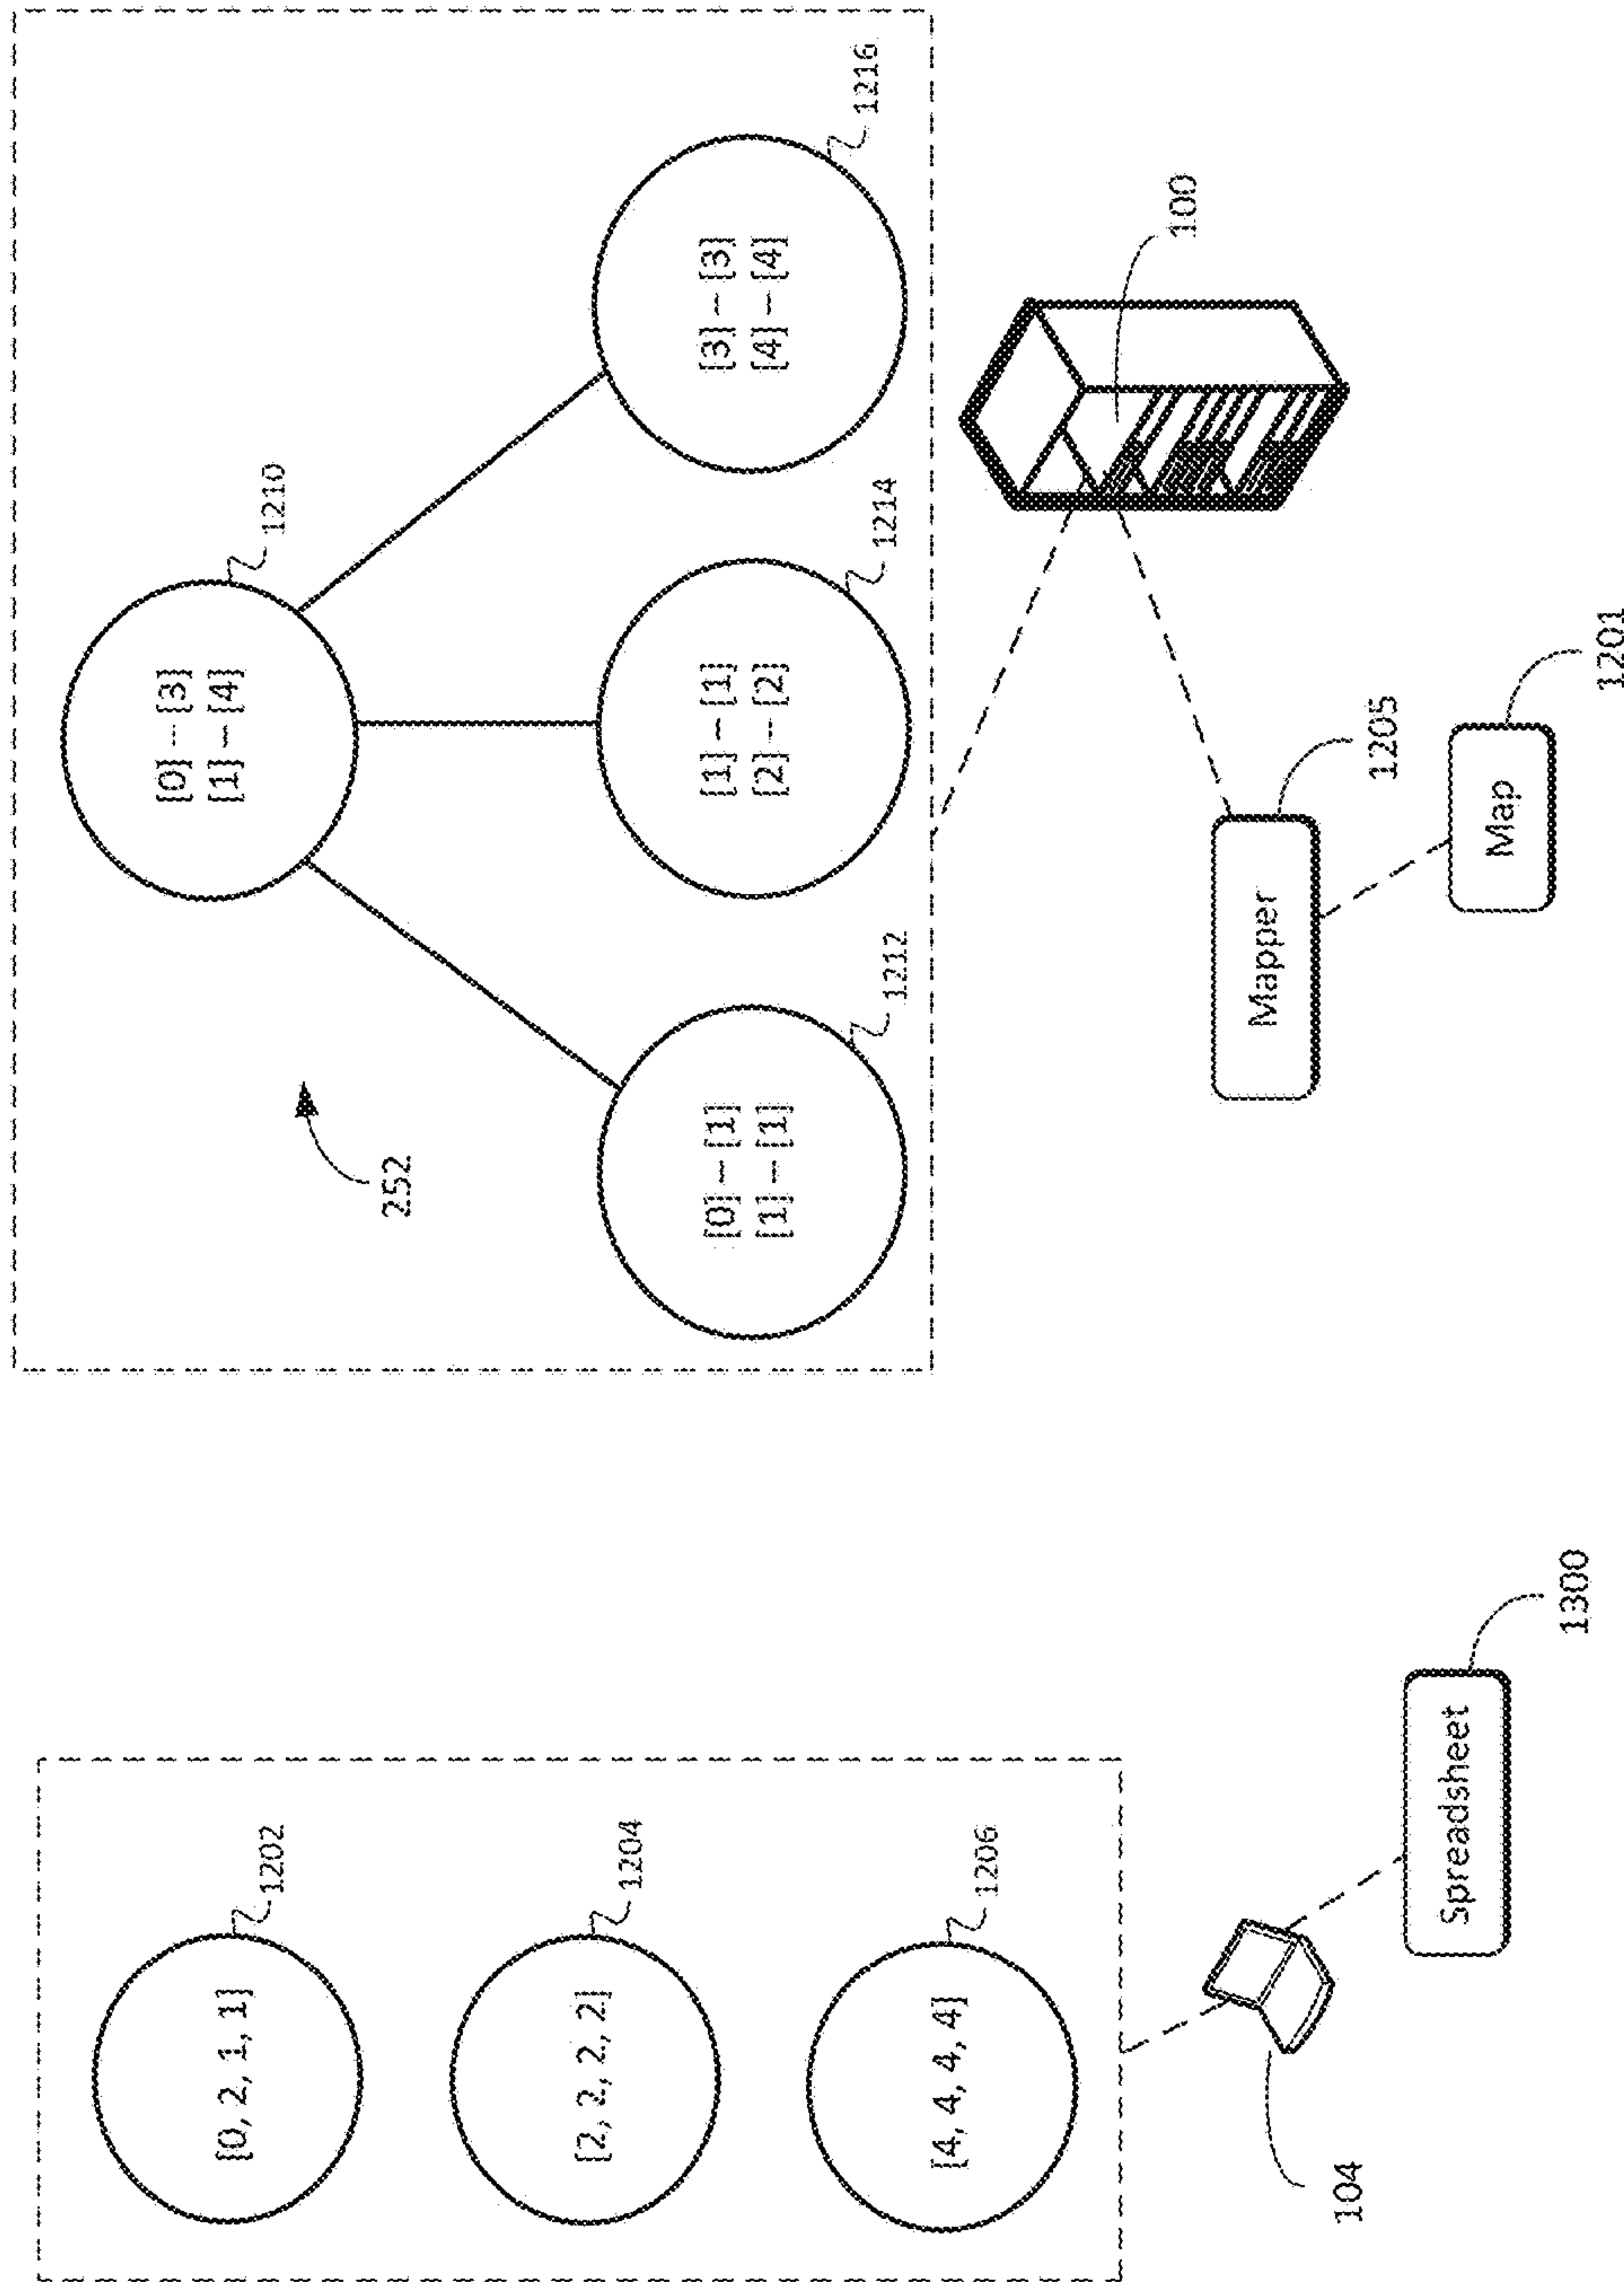 [0, 2, 1, 1]
1202
[2, 2, 2, 2]
1204
[4, 4, 4, 4]
1206
104
Spreadsheet
1300
252
[0] – [3]
[1] – [4]
1210
[0] – [1]
[1] – [1]
1212
[1] – [1]
[2] – [2]
1214
[3] – [3]
[4] – [4]
1216
100
Mapper
1205
Map
1201